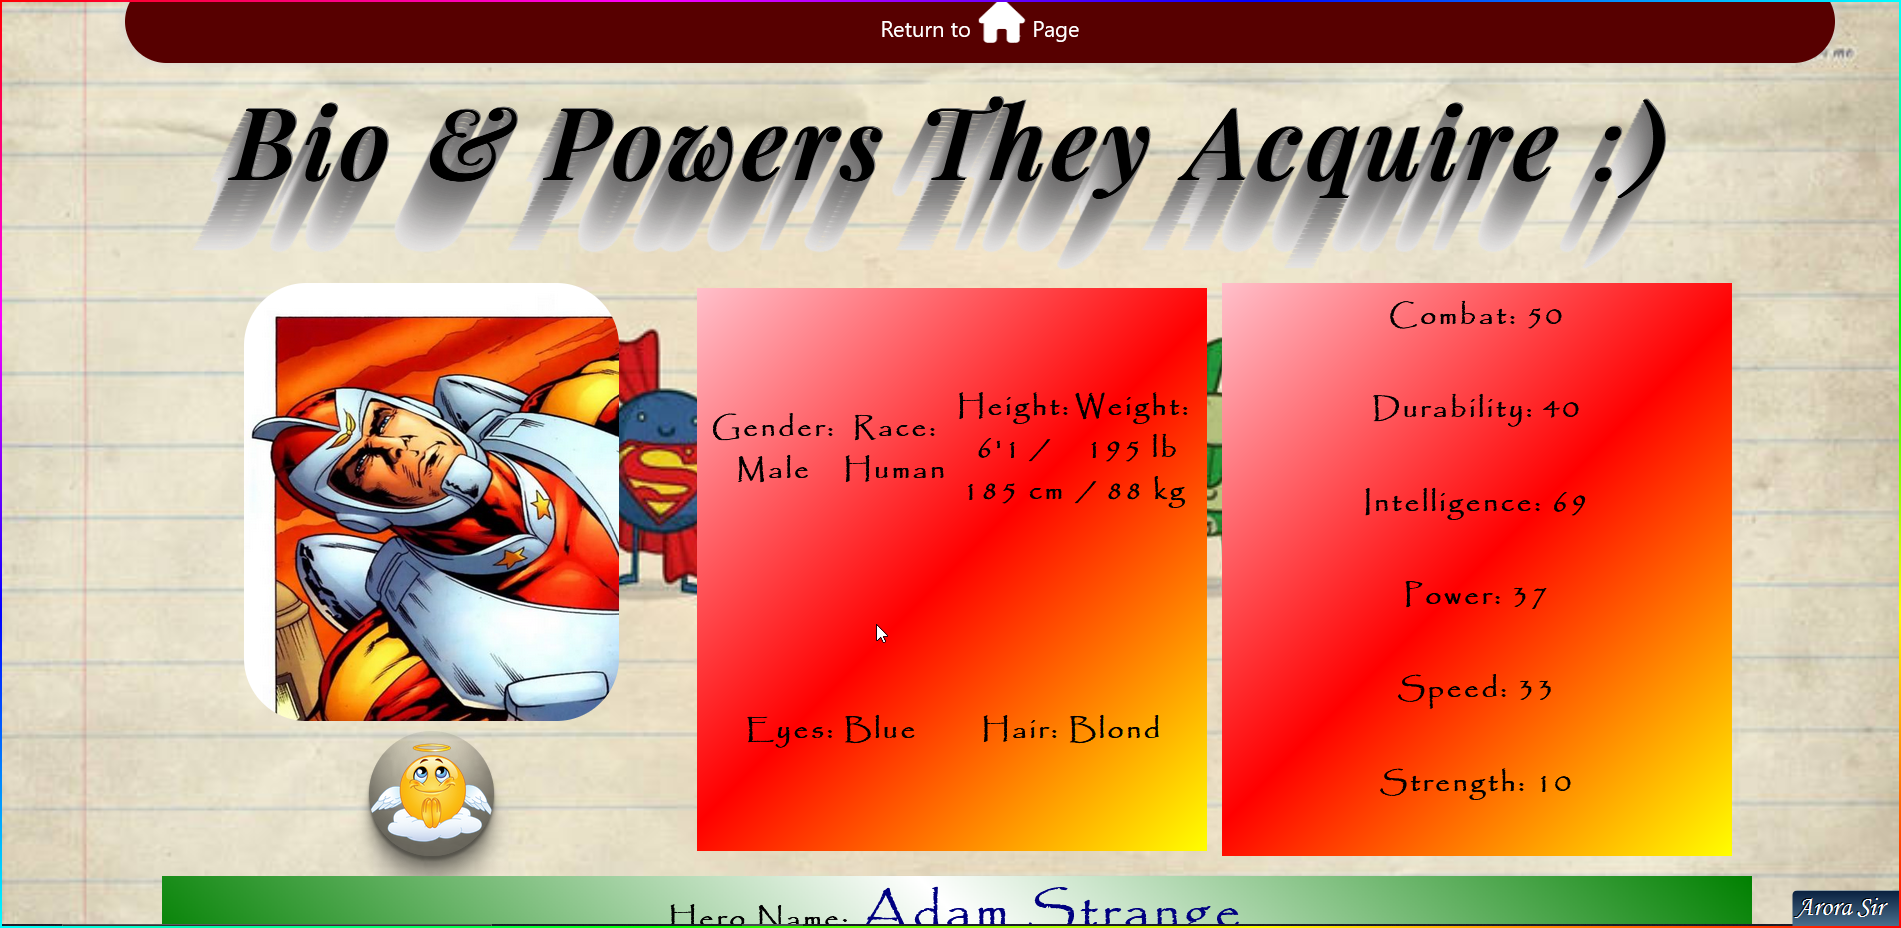 Return to Page
Bio & Powers They Acquire :)
Gender: Male
Race: Human
Height: 6'1 / 185 cm
Weight: 195 lb / 88 kg
Eyes: Blue
Hair: Blond
Combat: 50
Durability: 40
Intelligence: 69
Power: 37
Speed: 33
Strength: 10
Hero Name: Adam Strange
Arora Sir